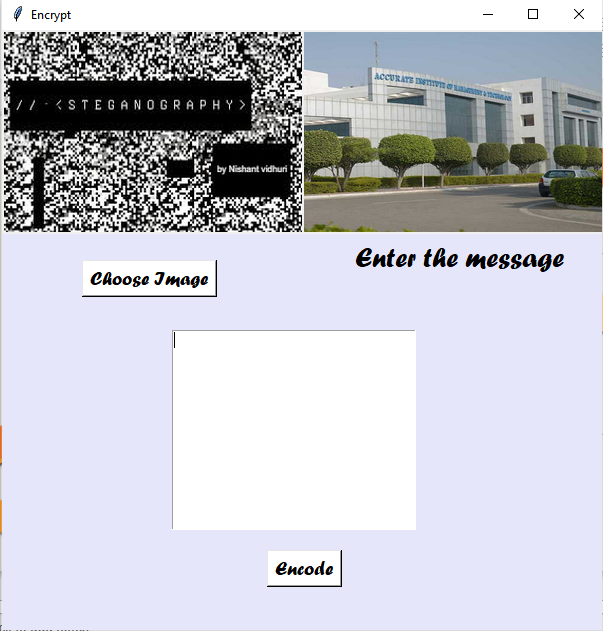 Encrypt
// - <STEGANOGRAPHY>
by Nishant vidhuri
ACCURATE INSTITUTE OF MANAGEMENT & TECHNOLOGY
Enter the message
Choose Image
Encode